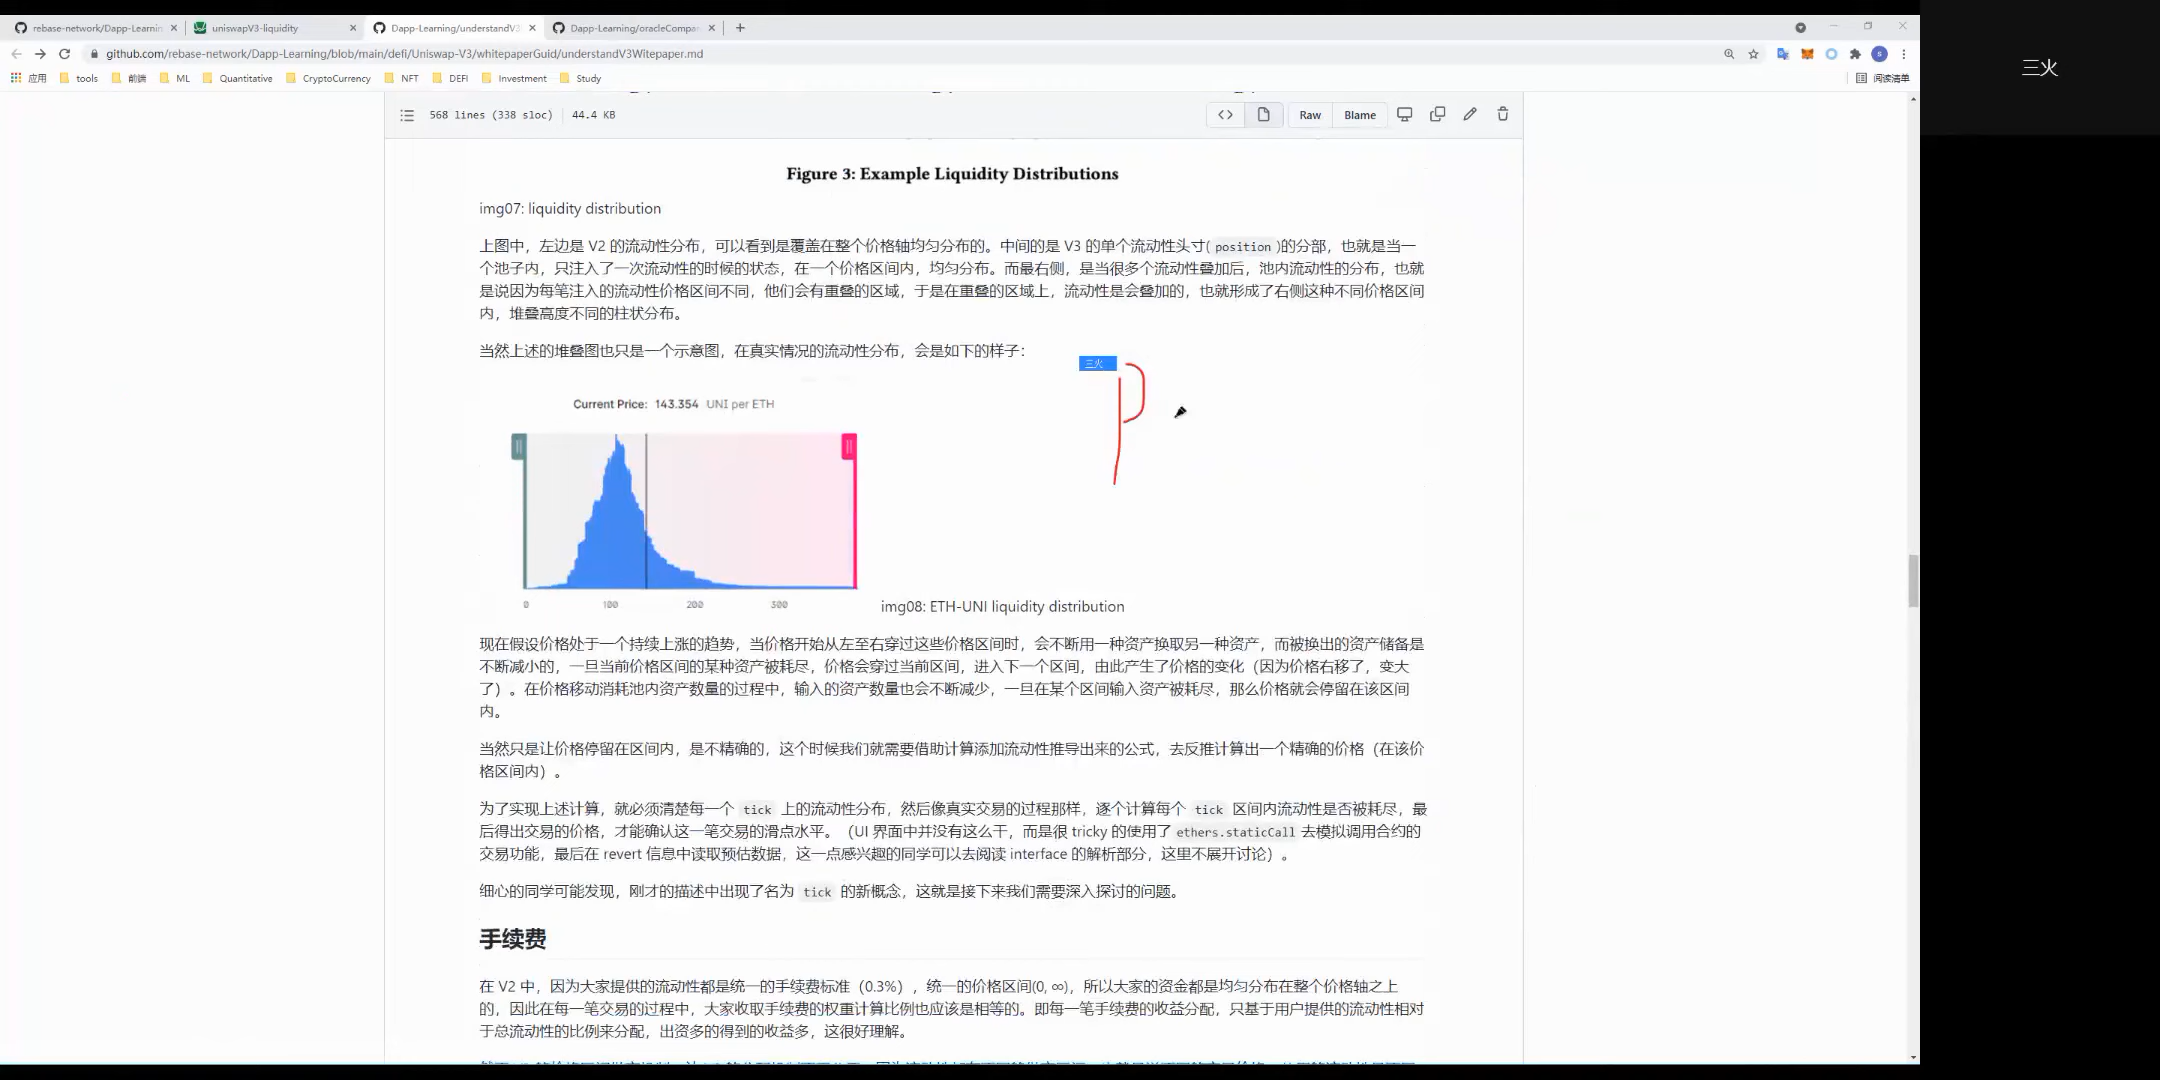 rebase-network/Dapp-Learnin
uniswapV3-liquidity
Dapp-Learning/understandV3
Dapp-Learning/oracleCompar
github.com/rebase-network/Dapp-Learning/blob/main/defi/Uniswap-V3/whitepaperGuid/understandV3Witepaper.md
应用 tools 前端 ML Quantitative CryptoCurrency NFT DEFI Investment Study 阅读清单
三火
568 lines (338 sloc) 44.4 KB
Raw Blame
Figure 3: Example Liquidity Distributions
img07: liquidity distribution
上图中，左边是 V2 的流动性分布，可以看到是覆盖在整个价格轴均匀分布的。中间的是 V3 的单个流动性头寸( position )的分部，也就是当一
个池子内，只注入了一次流动性的时候的状态，在一个价格区间内，均匀分布。而最右侧，是当很多个流动性叠加后，池内流动性的分布，也就
是说因为每笔注入的流动性价格区间不同，他们会有重叠的区域，于是在重叠的区域上，流动性是会叠加的，也就形成了右侧这种不同价格区间
内，堆叠高度不同的柱状分布。
当然上述的堆叠图也只是一个示意图，在真实情况的流动性分布，会是如下的样子：
三火
P
Current Price: 143.354 UNI per ETH
0 100 200 300
img08: ETH-UNI liquidity distribution
现在假设价格处于一个持续上涨的趋势，当价格开始从左至右穿过这些价格区间时，会不断用一种资产换取另一种资产，而被换出的资产储备是
不断减小的，一旦当前价格区间的某种资产被耗尽，价格会穿过当前区间，进入下一个区间，由此产生了价格的变化（因为价格右移了，变大
了）。在价格移动消耗池内资产数量的过程中，输入的资产数量也会不断减少，一旦在某个区间输入资产被耗尽，那么价格就会停留在该区间
内。
当然只是让价格停留在区间内，是不精确的，这个时候我们就需要借助计算添加流动性推导出来的公式，去反推计算出一个精确的价格（在该价
格区间内）。
为了实现上述计算，就必须清楚每一个 tick 上的流动性分布，然后像真实交易的过程那样，逐个计算每个 tick 区间内流动性是否被耗尽，最
后得出交易的价格，才能确认这一笔交易的滑点水平。（UI 界面中并没有这么干，而是很 tricky 的使用了 ethers.staticCall 去模拟调用合约的
交易功能，最后在 revert 信息中读取预估数据，这一点感兴趣的同学可以去阅读 interface 的解析部分，这里不展开讨论）。
细心的同学可能发现，刚才的描述中出现了名为 tick 的新概念，这就是接下来我们需要深入探讨的问题。
手续费
在 V2 中，因为大家提供的流动性都是统一的手续费标准（0.3%），统一的价格区间(0, ∞)，所以大家的资金都是均匀分布在整个价格轴之上
的，因此在每一笔交易的过程中，大家收取手续费的权重计算比例也应该是相等的。即每一笔手续费的收益分配，只基于用户提供的流动性相对
于总流动性的比例来分配，出资多的得到的收益多，这很好理解。